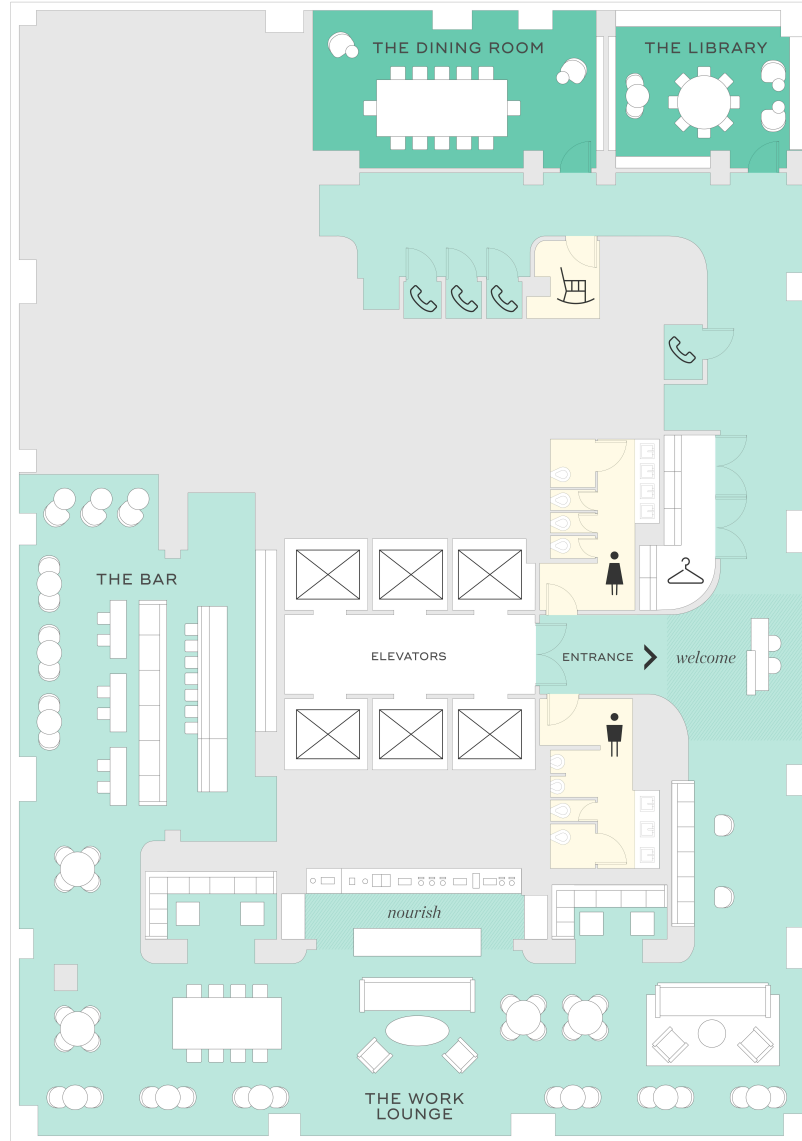 THE DINING ROOM
THE LIBRARY
THE BAR
ELEVATORS
ENTRANCE
welcome
nourish
THE WORK
LOUNGE